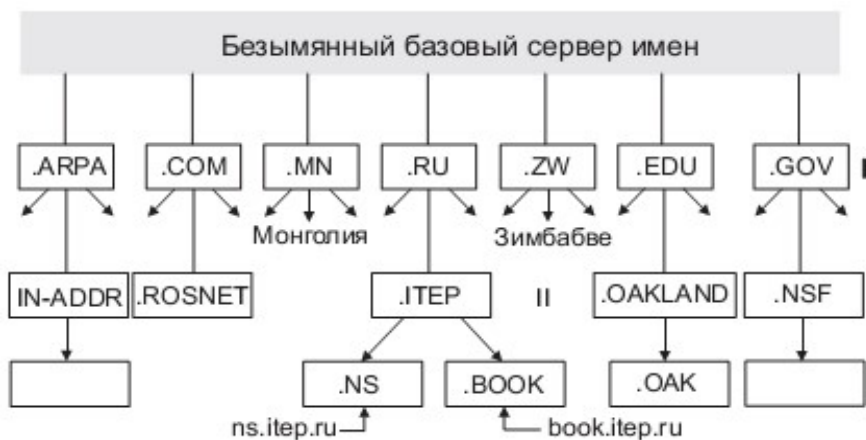 Безымянный базовый сервер имен
.ARPA
.COM
.MN
.RU
.ZW
.EDU
.GOV
Монголия
Зимбабве
IN-ADDR
.ROSNET
.ITEP
II
.OAKLAND
.NSF
.NS
.BOOK
.OAK
ns.itep.ru
book.itep.ru